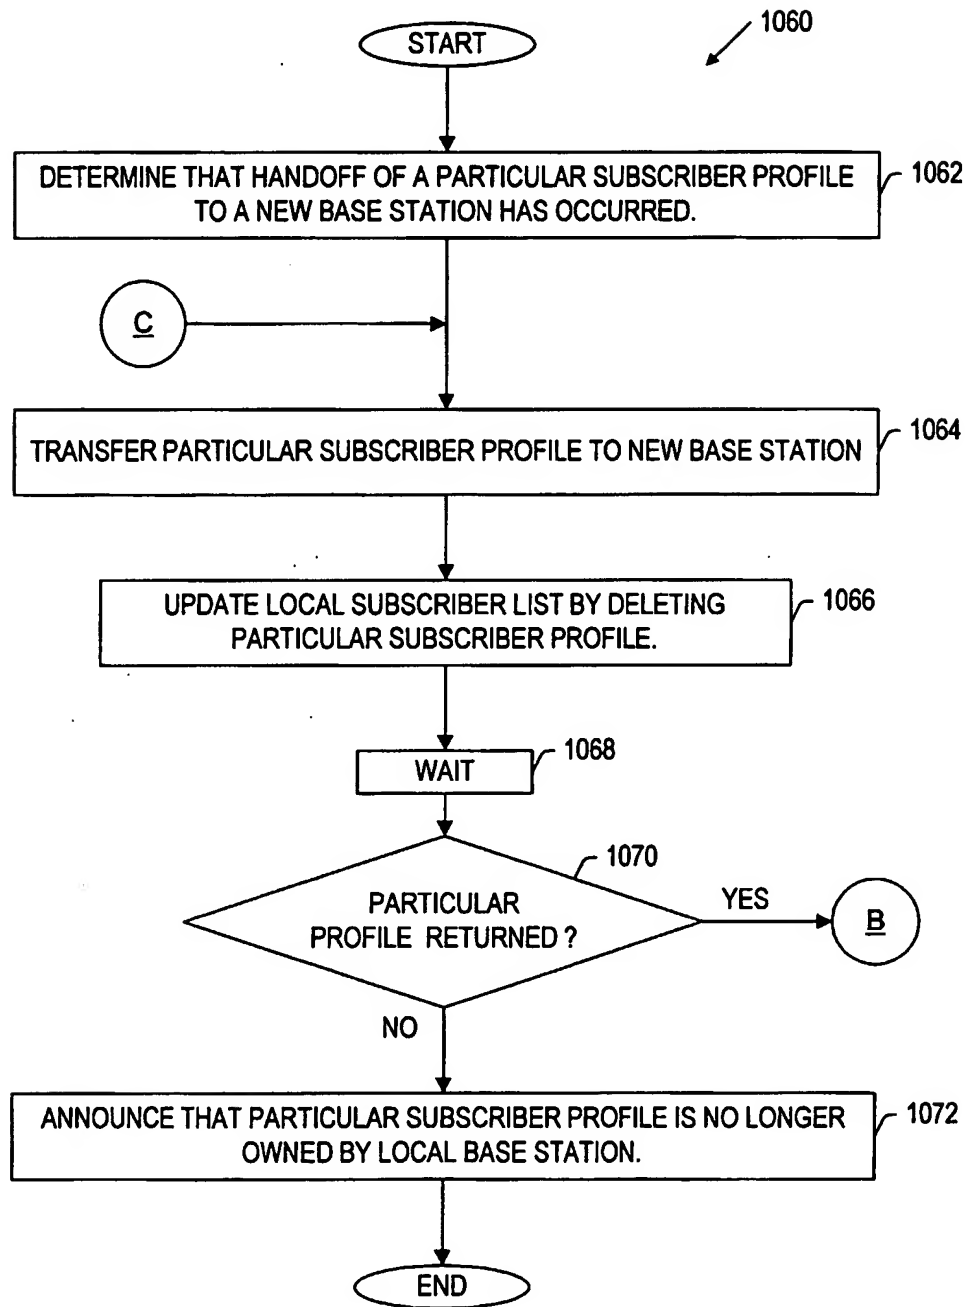 START
1060
DETERMINE THAT HANDOFF OF A PARTICULAR SUBSCRIBER PROFILE
TO A NEW BASE STATION HAS OCCURRED.
1062
C
TRANSFER PARTICULAR SUBSCRIBER PROFILE TO NEW BASE STATION
1064
UPDATE LOCAL SUBSCRIBER LIST BY DELETING
PARTICULAR SUBSCRIBER PROFILE.
1066
WAIT
1068
1070
PARTICULAR
PROFILE RETURNED ?
YES
B
NO
ANNOUNCE THAT PARTICULAR SUBSCRIBER PROFILE IS NO LONGER
OWNED BY LOCAL BASE STATION.
1072
END